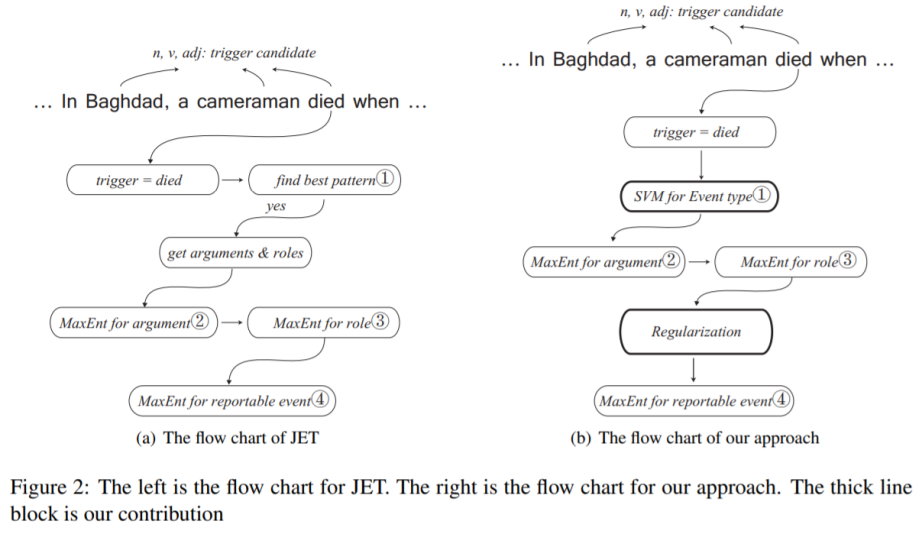 n, v, adj: trigger candidate
... In Baghdad, a cameraman died when ...
trigger = died
find best pattern①
yes
get arguments & roles
MaxEnt for argument②
MaxEnt for role③
MaxEnt for reportable event④
(a) The flow chart of JET
n, v, adj: trigger candidate
... In Baghdad, a cameraman died when ...
trigger = died
SVM for Event type①
MaxEnt for argument②
MaxEnt for role③
Regularization
MaxEnt for reportable event④
(b) The flow chart of our approach
Figure 2: The left is the flow chart for JET. The right is the flow chart for our approach. The thick line
block is our contribution